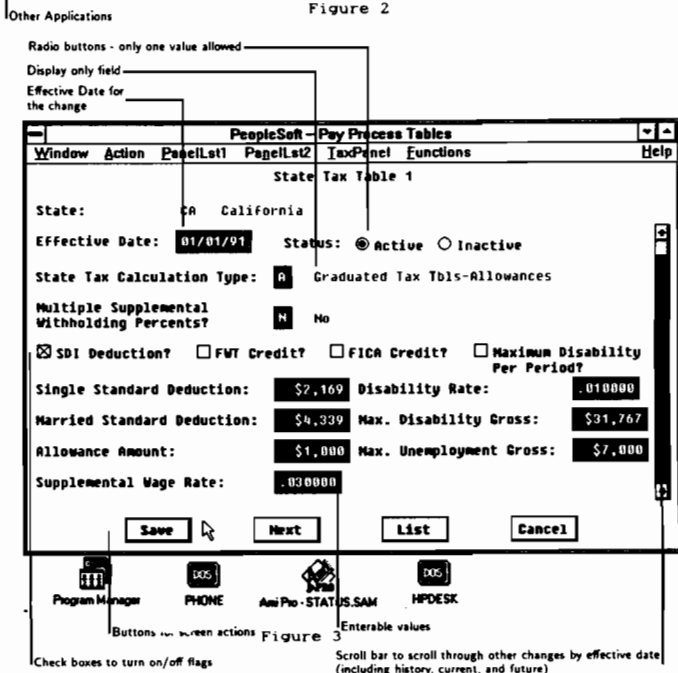 Figure 2
Other Applications
Radio buttons - only one value allowed
Display only field
Effective Date for
the change
PeopleSoft – Pay Process Tables
Window Action PanelLst1 PanelLst2 TaxPanel Functions Help
State Tax Table 1
State: CA California
Effective Date: 01/01/91 Status: Active Inactive
State Tax Calculation Type: A Graduated Tax Tbls-Allowances
Multiple Supplemental
Withholding Percents? N No
SDI Deduction? FWT Credit? FICA Credit? Maximum Disability
Per Period?
Single Standard Deduction: $2,169 Disability Rate: .010000
Married Standard Deduction: $4,339 Max. Disability Gross: $31,767
Allowance Amount: $1,000 Max. Unemployment Gross: $7,000
Supplemental Wage Rate: .030000
Save Next List Cancel
DOS DOS
Program Manager PHONE Ami Pro - STATUS.SAM HPDESK
Buttons screen actions
Figure 3
Enterable values
Check boxes to turn on/off flags
Scroll bar to scroll through other changes by effective date
(including history, current, and future)